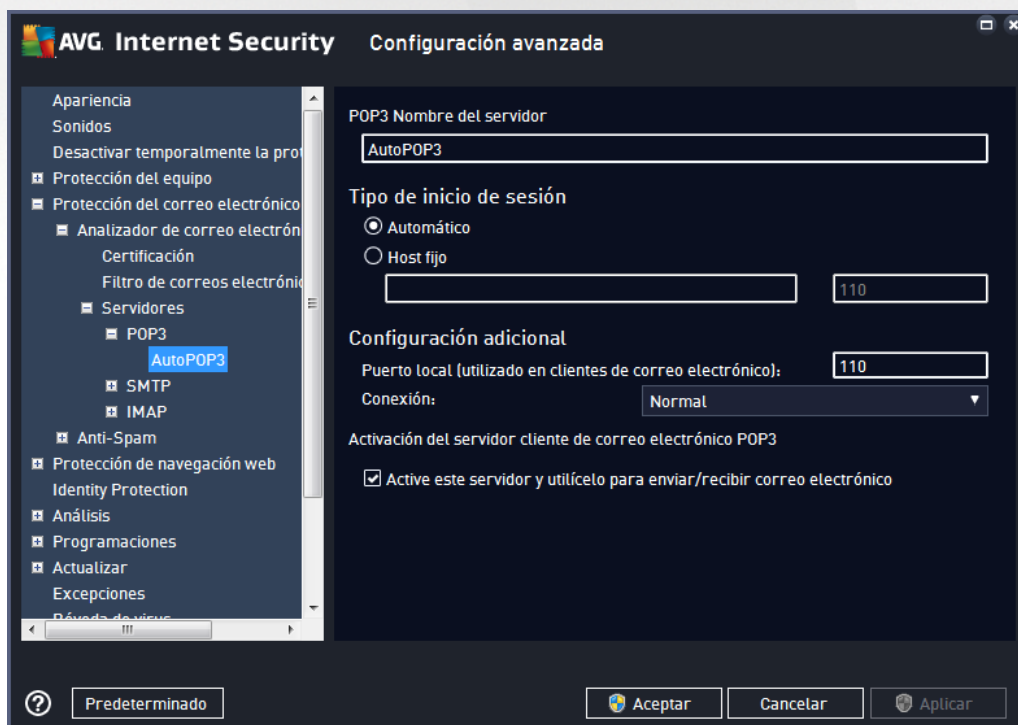 AVG. Internet Security Configuración avanzada
Apariencia
Sonidos
Desactivar temporalmente la prot
Protección del equipo
Protección del correo electrónico
Analizador de correo electrón
Certificación
Filtro de correos electrónic
Servidores
POP3
AutoPOP3
SMTP
IMAP
Anti-Spam
Protección de navegación web
Identity Protection
Análisis
Programaciones
Actualizar
Excepciones
Bóveda de virus
POP3 Nombre del servidor
AutoPOP3
Tipo de inicio de sesión
Automático
Host fijo
110
Configuración adicional
Puerto local (utilizado en clientes de correo electrónico): 110
Conexión: Normal
Activación del servidor cliente de correo electrónico POP3
Active este servidor y utilícelo para enviar/recibir correo electrónico
? Predeterminado Aceptar Cancelar Aplicar